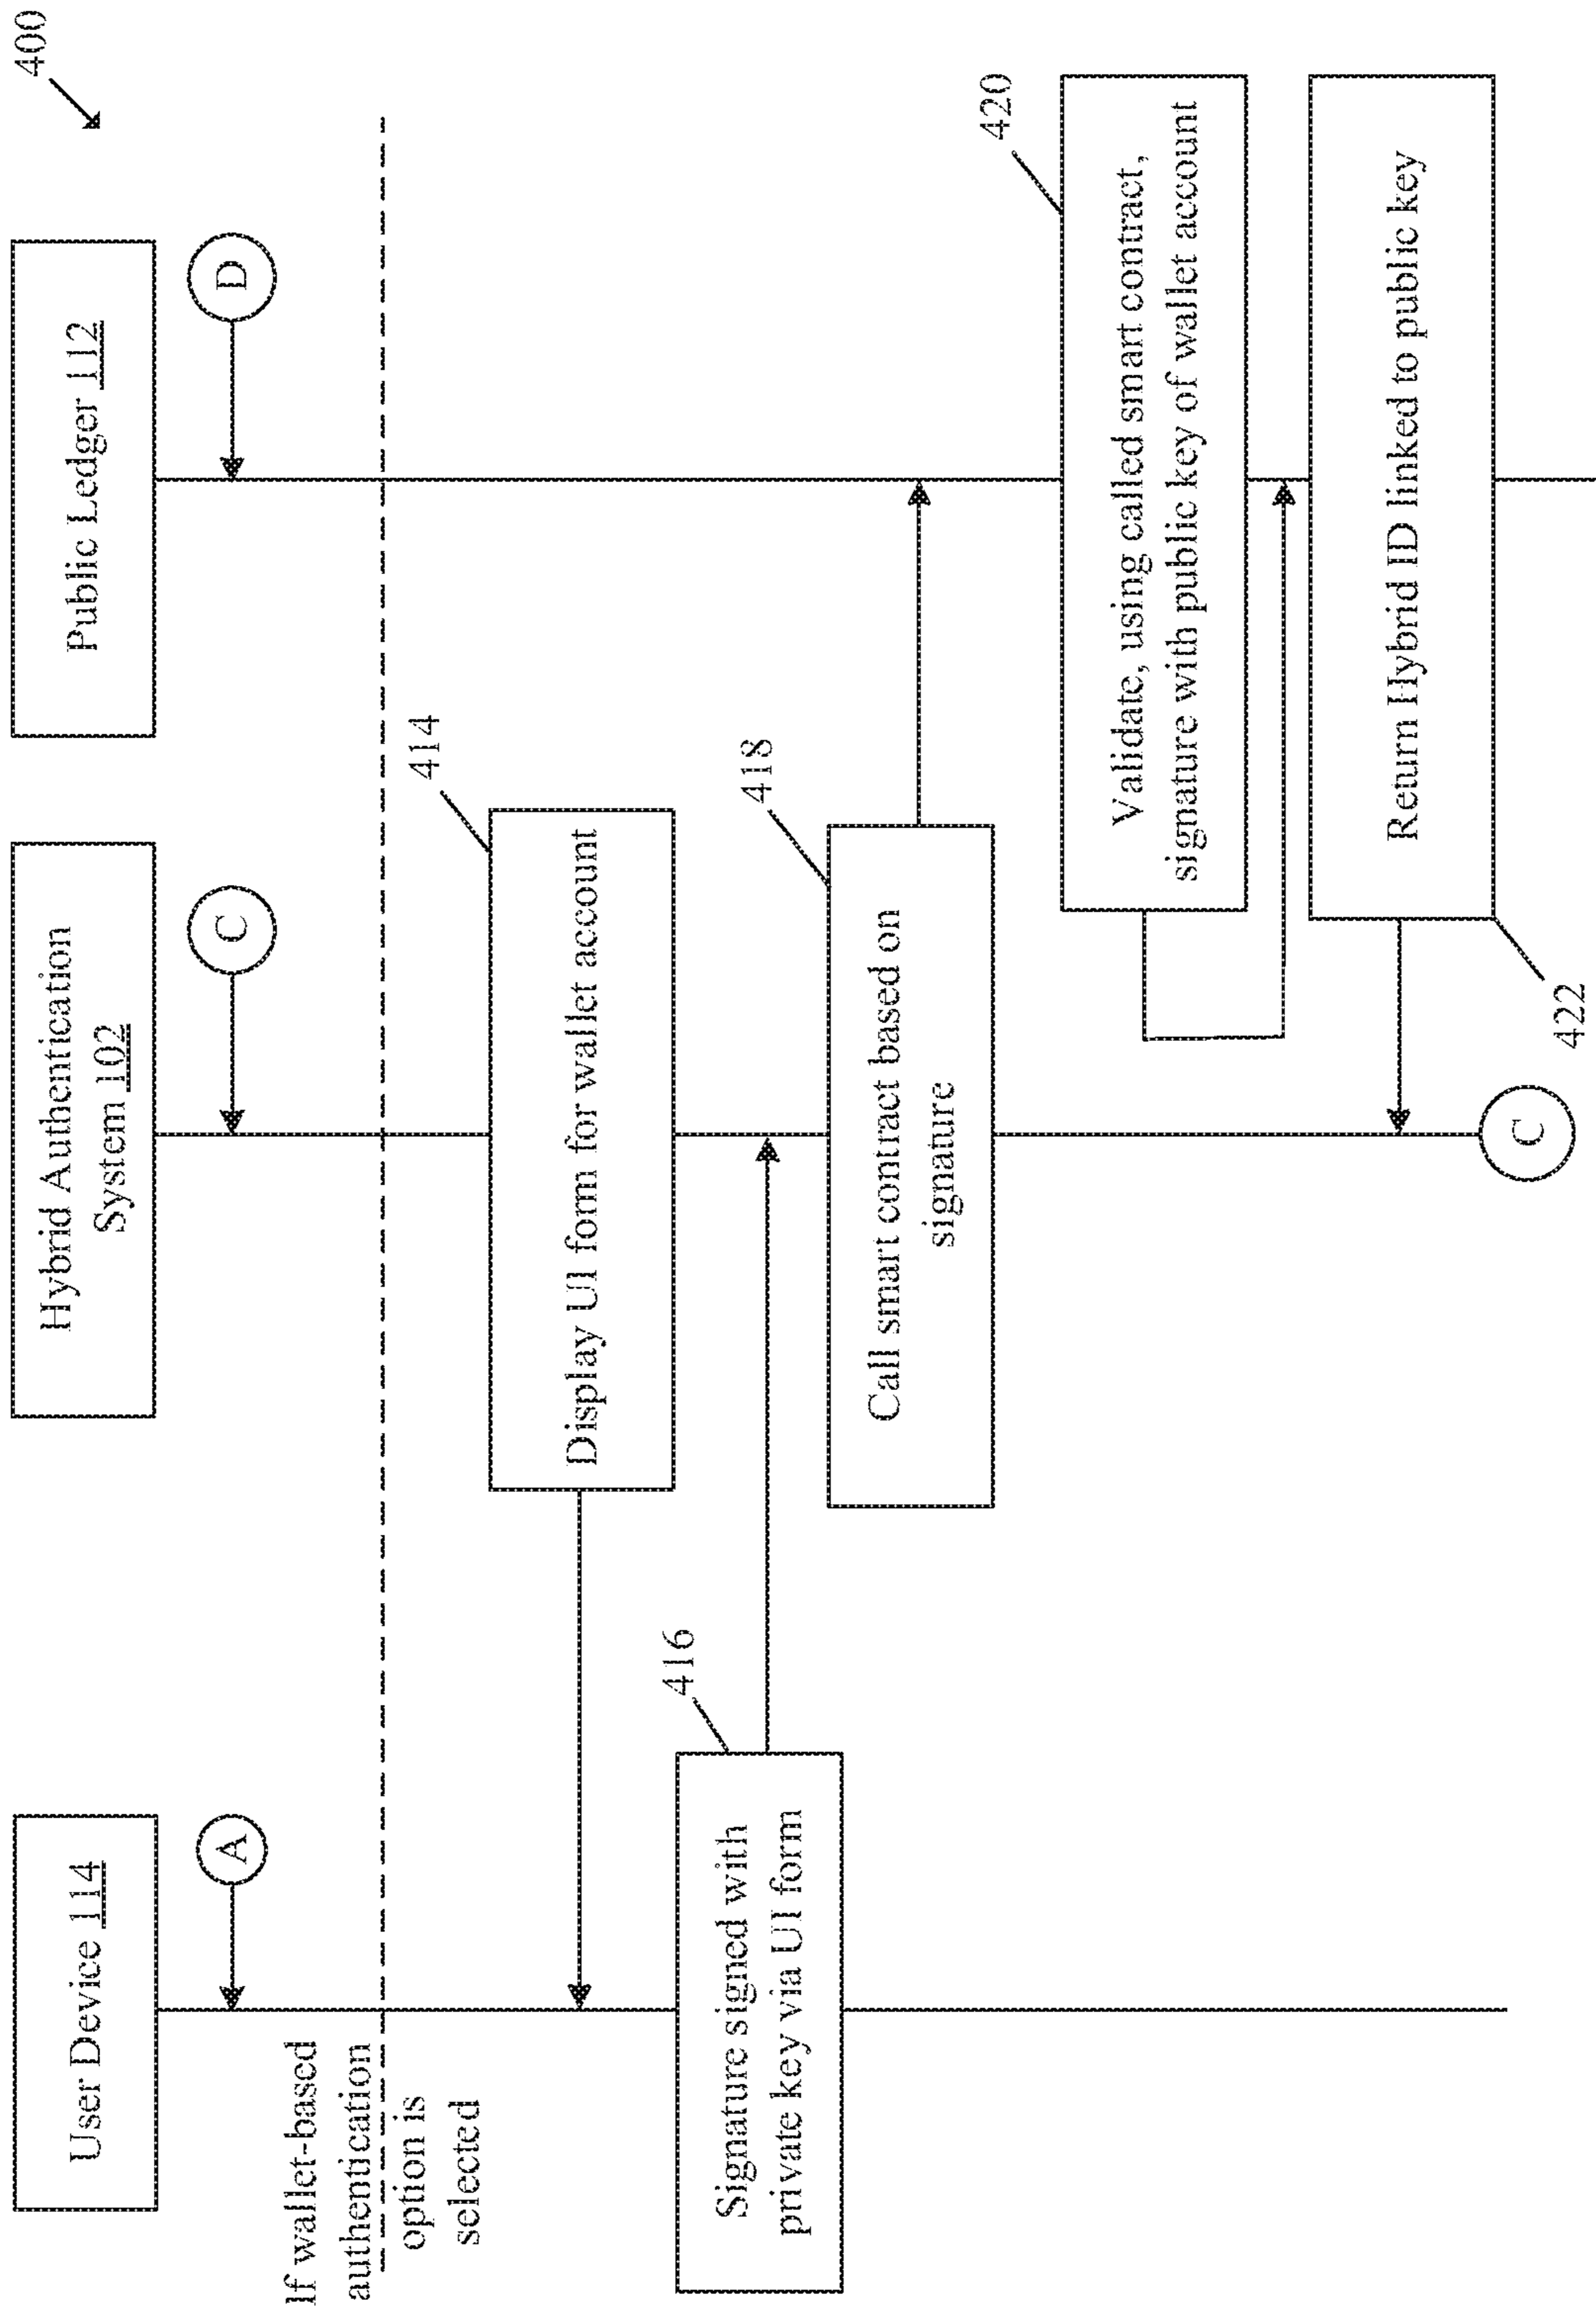 400
User Device 114
Hybrid Authentication
System 102
Public Ledger 112
A
C
D
If wallet-based
authentication
option is
selected
414
Display UI form for wallet account
416
Signature signed with
private key via UI form
418
Call smart contract based on
signature
420
Validate, using called smart contract,
signature with public key of wallet account
Return Hybrid ID linked to public key
422
C